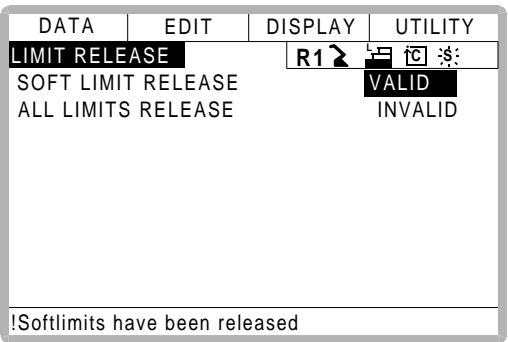 DATA EDIT DISPLAY UTILITY
LIMIT RELEASE R1 L C S
SOFT LIMIT RELEASE VALID
ALL LIMITS RELEASE INVALID
!Softlimits have been released